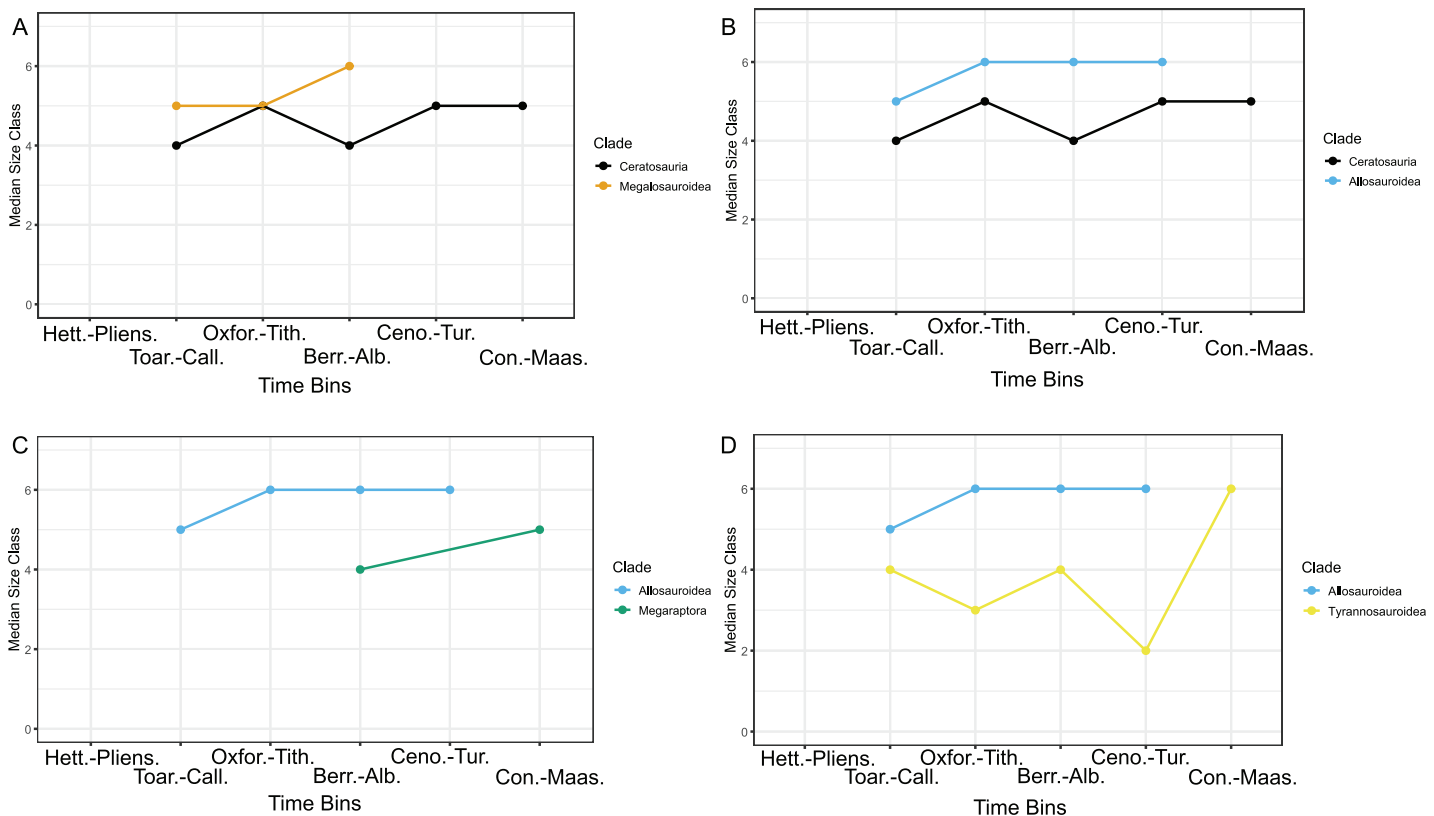 A
Median Size Class
6
4
2
0
Hett.-Pliens.
Oxfor.-Tith.
Ceno.-Tur.
Toar.-Call.
Berr.-Alb.
Con.-Maas.
Time Bins
Clade
Ceratosauria
Megalosauroidea
B
Median Size Class
6
4
2
0
Hett.-Pliens.
Oxfor.-Tith.
Ceno.-Tur.
Toar.-Call.
Berr.-Alb.
Con.-Maas.
Time Bins
Clade
Ceratosauria
Allosauroidea
C
Median Size Class
6
4
2
0
Hett.-Pliens.
Oxfor.-Tith.
Ceno.-Tur.
Toar.-Call.
Berr.-Alb.
Con.-Maas.
Time Bins
Clade
Allosauroidea
Megaraptora
D
Median Size Class
6
4
2
0
Hett.-Pliens.
Oxfor.-Tith.
Ceno.-Tur.
Toar.-Call.
Berr.-Alb.
Con.-Maas.
Time Bins
Clade
Allosauroidea
Tyrannosauroidea